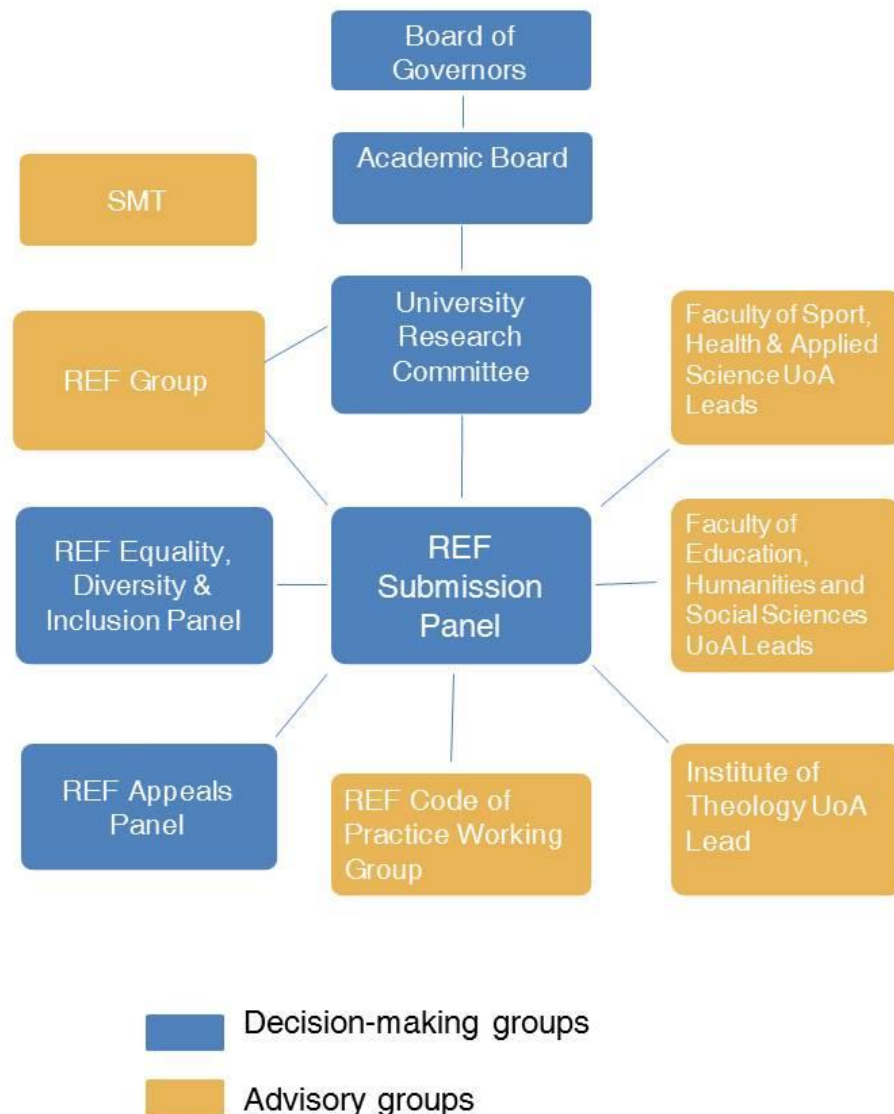 Board of
Governors
Academic Board
SMT
University
Research
Committee
REF Group
Faculty of Sport,
Health & Applied
Science UoA
Leads
REF Equality,
Diversity &
Inclusion Panel
REF
Submission
Panel
Faculty of
Education,
Humanities and
Social Sciences
UoA Leads
REF Appeals
Panel
REF Code of
Practice Working
Group
Institute of
Theology UoA
Lead
Decision-making groups
Advisory groups